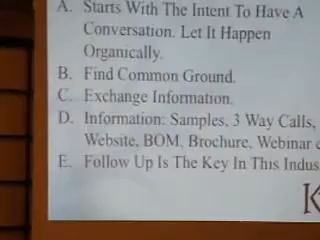 A. Starts With The Intent To Have A
Conversation. Let It Happen
Organically.
B. Find Common Ground.
C. Exchange Information.
D. Information: Samples, 3 Way Calls,
Website, BOM, Brochure, Webinar
E. Follow Up Is The Key In This Indus
K